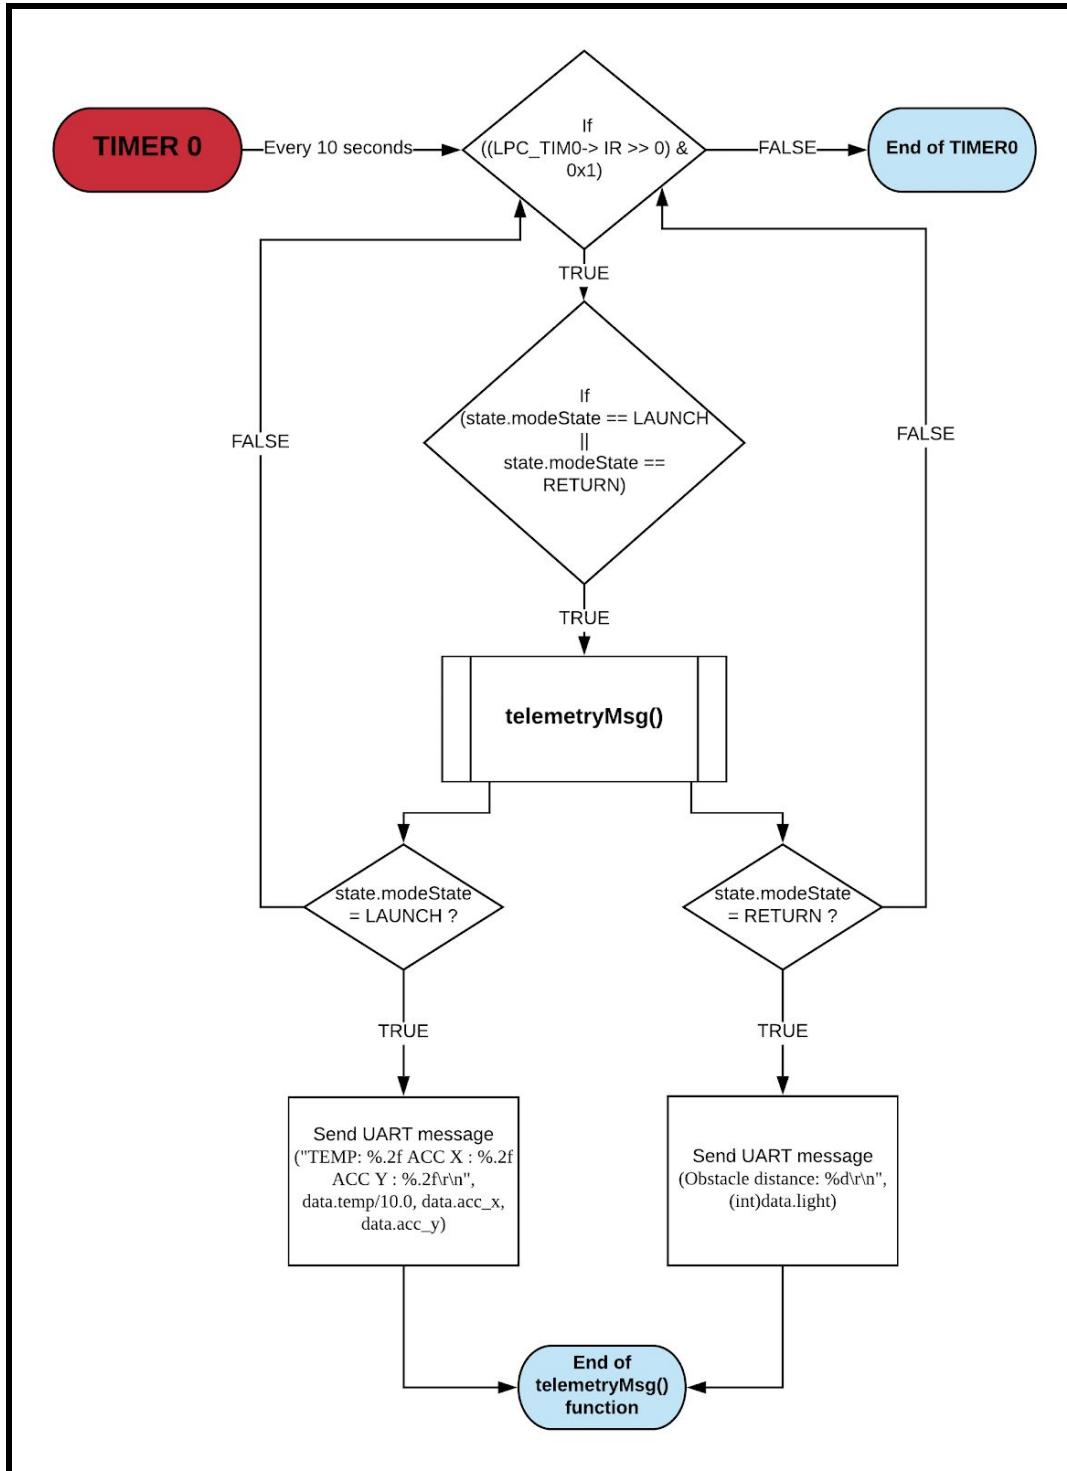 TIMER 0
Every 10 seconds
If
((LPC_TIM0-> IR >> 0) &
0x1)
FALSE
End of TIMER0
TRUE
If
(state.modeState == LAUNCH
||
state.modeState ==
RETURN)
FALSE
FALSE
TRUE
telemetryMsg()
state.modeState
= LAUNCH ?
state.modeState
= RETURN ?
TRUE
TRUE
Send UART message
("TEMP: %.2f ACC X : %.2f
ACC Y : %.2f\r\n",
data.temp/10.0, data.acc_x,
data.acc_y)
Send UART message
(Obstacle distance: %d\r\n",
(int)data.light)
End of
telemetryMsg()
function